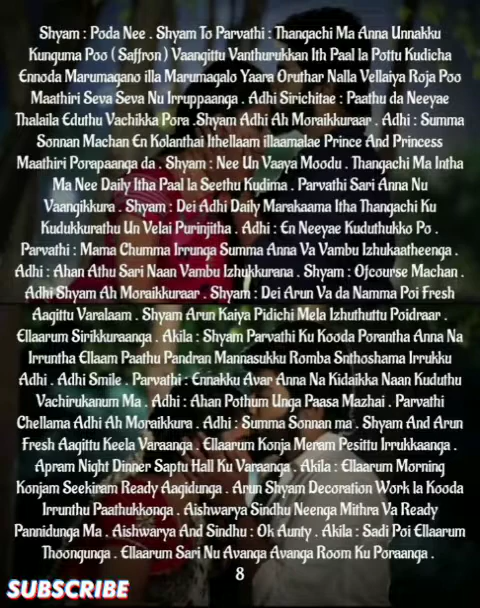 Shyam : Poda Nee . Shyam To Parvathi : Thangachi Ma Anna Unnakku
Kunguma Poo ( Saffron ) Vaangittu Vanthurukkan Ith Paal la Pottu Kudicha
Ennoda Marumagano illa Marumagalo Yaara Oruthar Nalla Vellaiya Roja Poo
Maathiri Seva Seva Nu Irruppaanga . Adhi Sirichitae : Paathu da Neeyae
Thalaila Eduthu Vachikka Pora .Shyam Adhi Ah Moraikkuraar . Adhi : Summa
Sonnan Machan En Kolanthai Ithellaam illaamalae Prince And Princess
Maathiri Porapaanga da . Shyam : Nee Un Vaaya Moodu . Thangachi Ma Intha
Ma Nee Daily Itha Paal la Seethu Kudima . Parvathi Sari Anna Nu
Vaangikkura . Shyam : Dei Adhi Daily Marakaama Itha Thangachi Ku
Kudukkurathu Un Velai Purinjitha . Adhi : En Neeyae Kuduthukko Po .
Parvathi : Mama Chumma Irrunga Summa Anna Va Vambu Izhukaatheenga .
Adhi : Ahan Athu Sari Naan Vambu Izhukkurana . Shyam : Ofcourse Machan .
Adhi Shyam Ah Moraikkuraar . Shyam : Dei Arun Va da Namma Poi Fresh
Aagittu Varalaam . Shyam Arun Kaiya Pidichi Mela Izhuthuttu Poidraar .
Ellaarum Sirikkuraanga . Akila : Shyam Parvathi Ku Kooda Porantha Anna Na
Irruntha Ellaam Paathu Pandran Mannasukku Romba Snthoshama Irrukku
Adhi . Adhi Smile . Parvathi : Ennakku Avar Anna Na Kidaikka Naan Kuduthu
Vachirukanum Ma . Adhi : Ahan Pothum Unga Paasa Mazhai . Parvathi
Chellama Adhi Ah Moraikkura . Adhi : Summa Sonnan ma . Shyam And Arun
Fresh Aagittu Keela Varaanga . Ellaarum Konja Meram Pesittu Irrukkaanga .
Apram Night Dinner Saptu Hall Ku Varaanga . Akila : Ellaarum Morning
Konjam Seekiram Ready Aagidunga . Arun Shyam Decoration Work la Kooda
Irrunthu Paathukkonga . Aishwarya Sindhu Neenga Mithra Va Ready
Pannidunga Ma . Aishwarya And Sindhu : Ok Aunty . Akila : Sadi Poi Ellaarum
Thoongunga . Ellaarum Sari Nu Avanga Avanga Room Ku Poraanga .
8
SUBSCRIBE